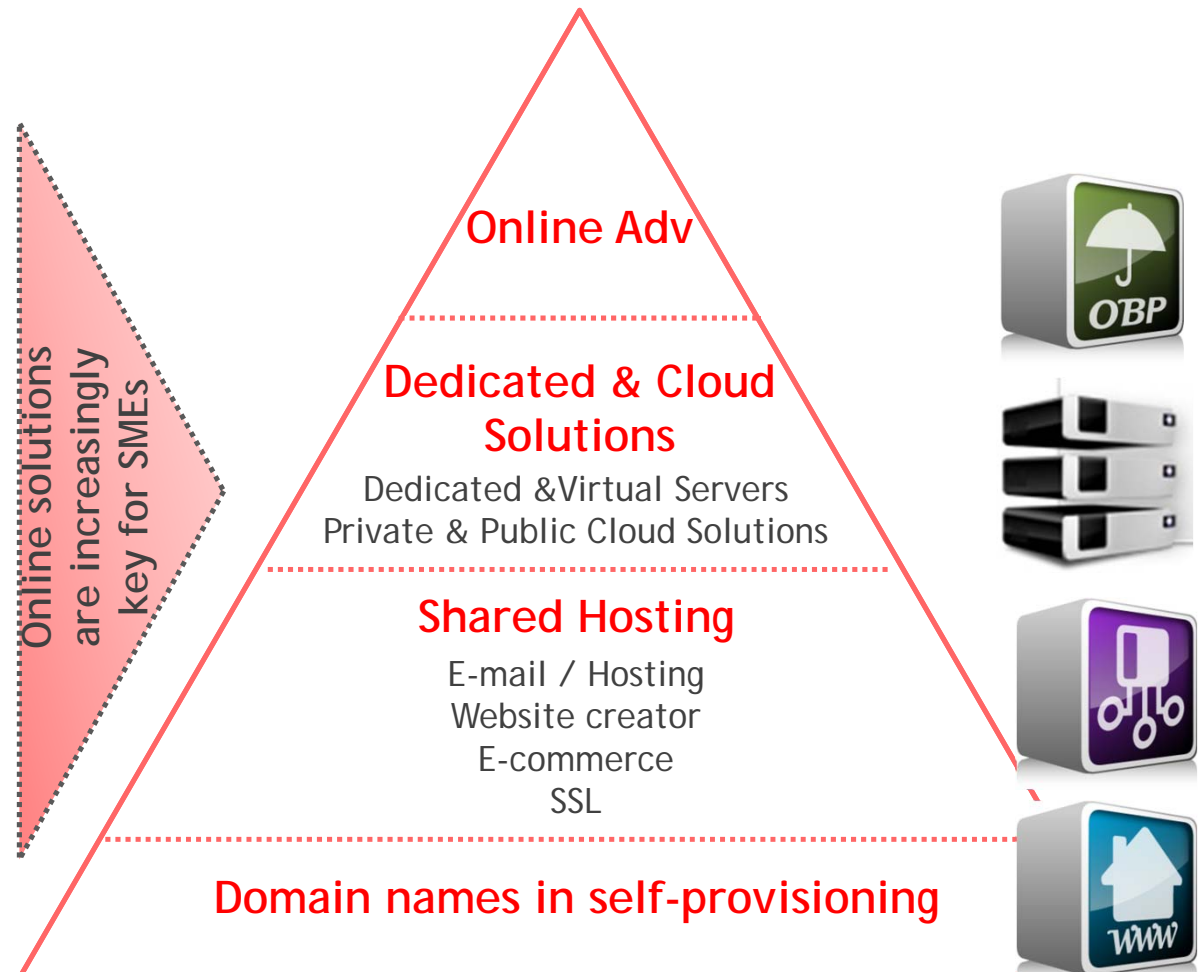 Online solutions
are increasingly
key for SMEs
Online Adv
OBP
Dedicated & Cloud
Solutions
Dedicated &Virtual Servers
Private & Public Cloud Solutions
Shared Hosting
E-mail / Hosting
Website creator
E-commerce
SSL
Domain names in self-provisioning
WWW